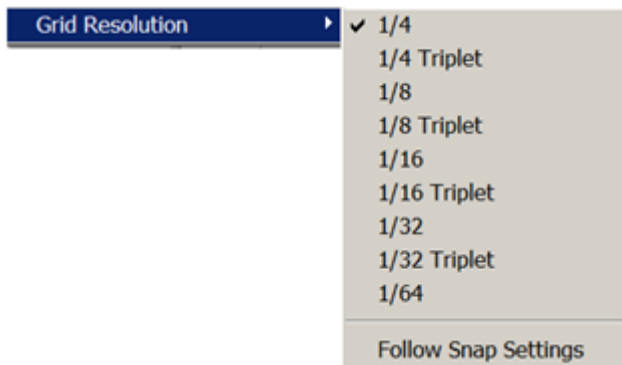 Grid Resolution
1/4
1/4 Triplet
1/8
1/8 Triplet
1/16
1/16 Triplet
1/32
1/32 Triplet
1/64
Follow Snap Settings